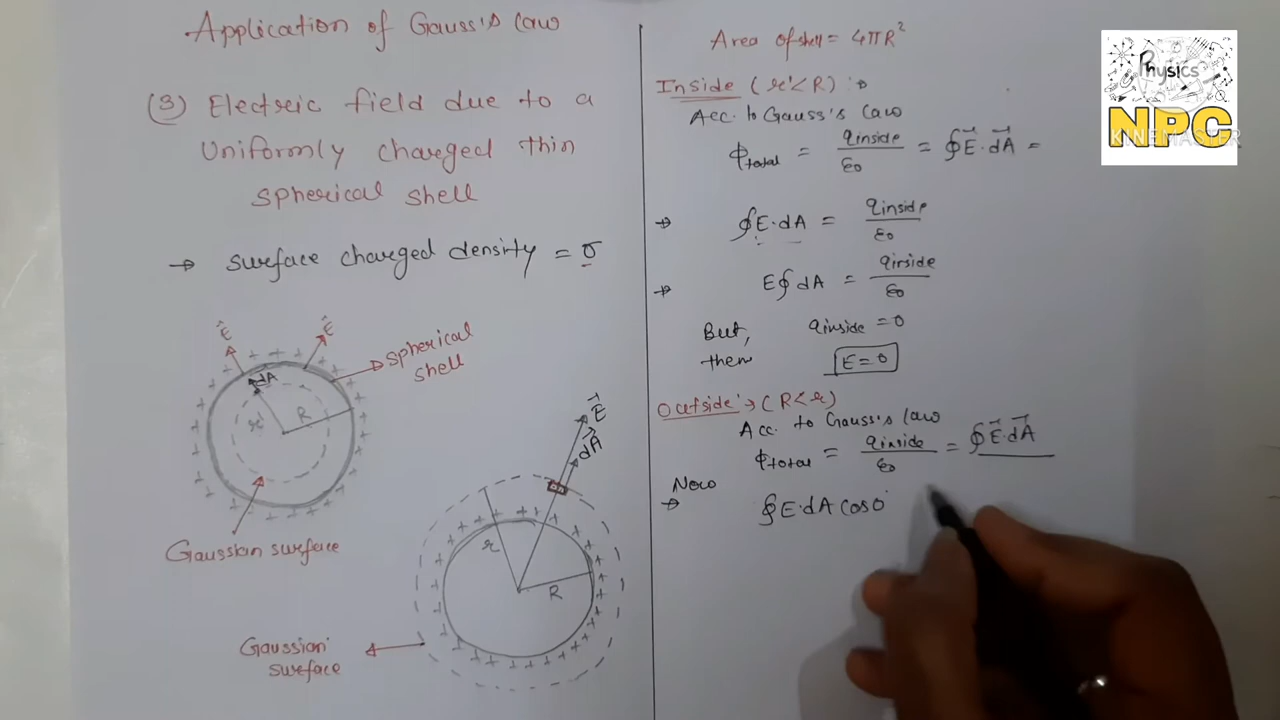 Application of Gauss's law
(3) Electric field due to a
Uniformly charged thin
spherical shell
→ surface charged density = σ
Ê
Ê
spherical
shell
dA
r'
R
Gaussian surface
E⃗
dA⃗
r
R
Gaussian
surface
Area of shell = 4πR²
Inside (r'<R) :→
Acc. to Gauss's law
ϕtotal = qinside/ε₀ = ∮E⃗·dA⃗ =
→ ∮E·dA = qinside/ε₀
→ E∮dA = qinside/ε₀
But, qinside = 0
then E = 0
Outside → (R<r)
Acc. to Gauss's law
ϕtotal = qinside/ε₀ = ∮E⃗·dA⃗
Now
→ ∮E·dA cos0°
Physics
NPC
KINEMASTER